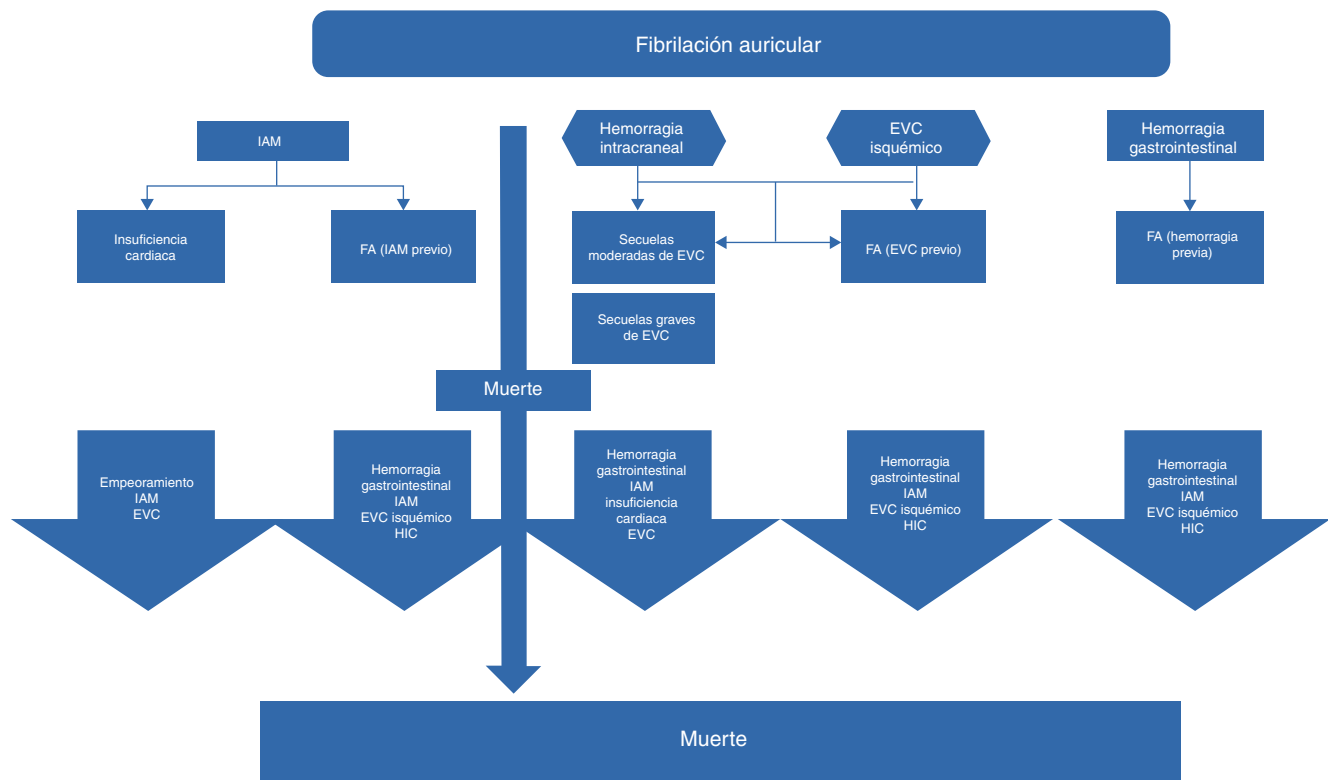 Fibrilación auricular
IAM
Hemorragia
intracraneal
EVC
isquémico
Hemorragia
gastrointestinal
Insuficiencia
cardiaca
FA (IAM previo)
Secuelas
moderadas de EVC
FA (EVC previo)
FA (hemorragia
previa)
Secuelas graves
de EVC
Muerte
Empeoramiento
IAM
EVC
Hemorragia
gastrointestinal
IAM
EVC isquémico
HIC
Hemorragia
gastrointestinal
IAM
insuficiencia
cardiaca
EVC
Hemorragia
gastrointestinal
IAM
EVC isquémico
HIC
Hemorragia
gastrointestinal
IAM
EVC isquémico
HIC
Muerte